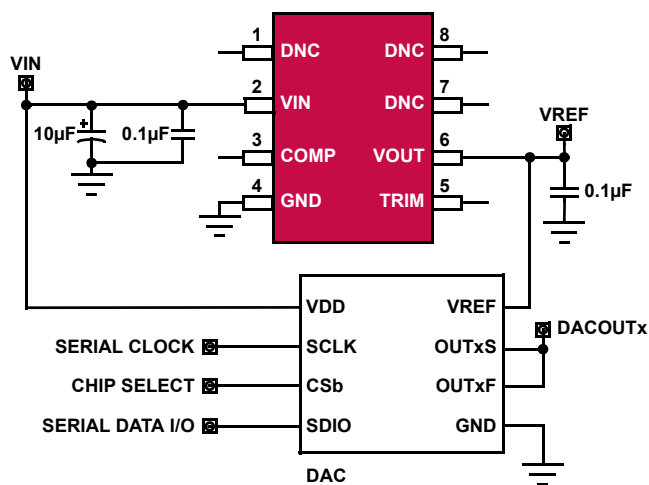 1
8
DNC
DNC
VIN
2
7
VIN
DNC
VREF
10µF
+
0.1µF
3
6
COMP
VOUT
4
5
GND
TRIM
0.1µF
VDD
VREF
DACOUTx
SERIAL CLOCK
SCLK
OUTxS
CHIP SELECT
CSb
OUTxF
SERIAL DATA I/O
SDIO
GND
DAC